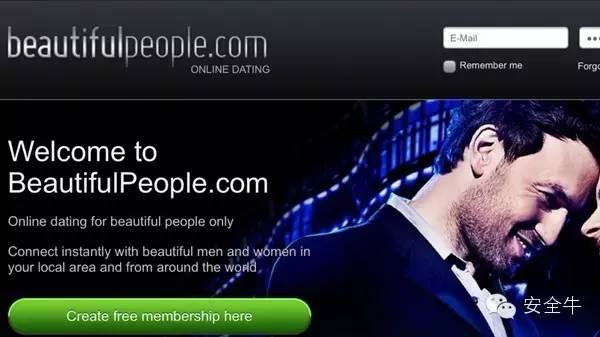 beautifulpeople.com
ONLINE DATING
E-Mail
Remember me
Forgo
Welcome to
BeautifulPeople.com
Online dating for beautiful people only
Connect instantly with beautiful men and women in
your local area and from around the world
Create free membership here
安全牛